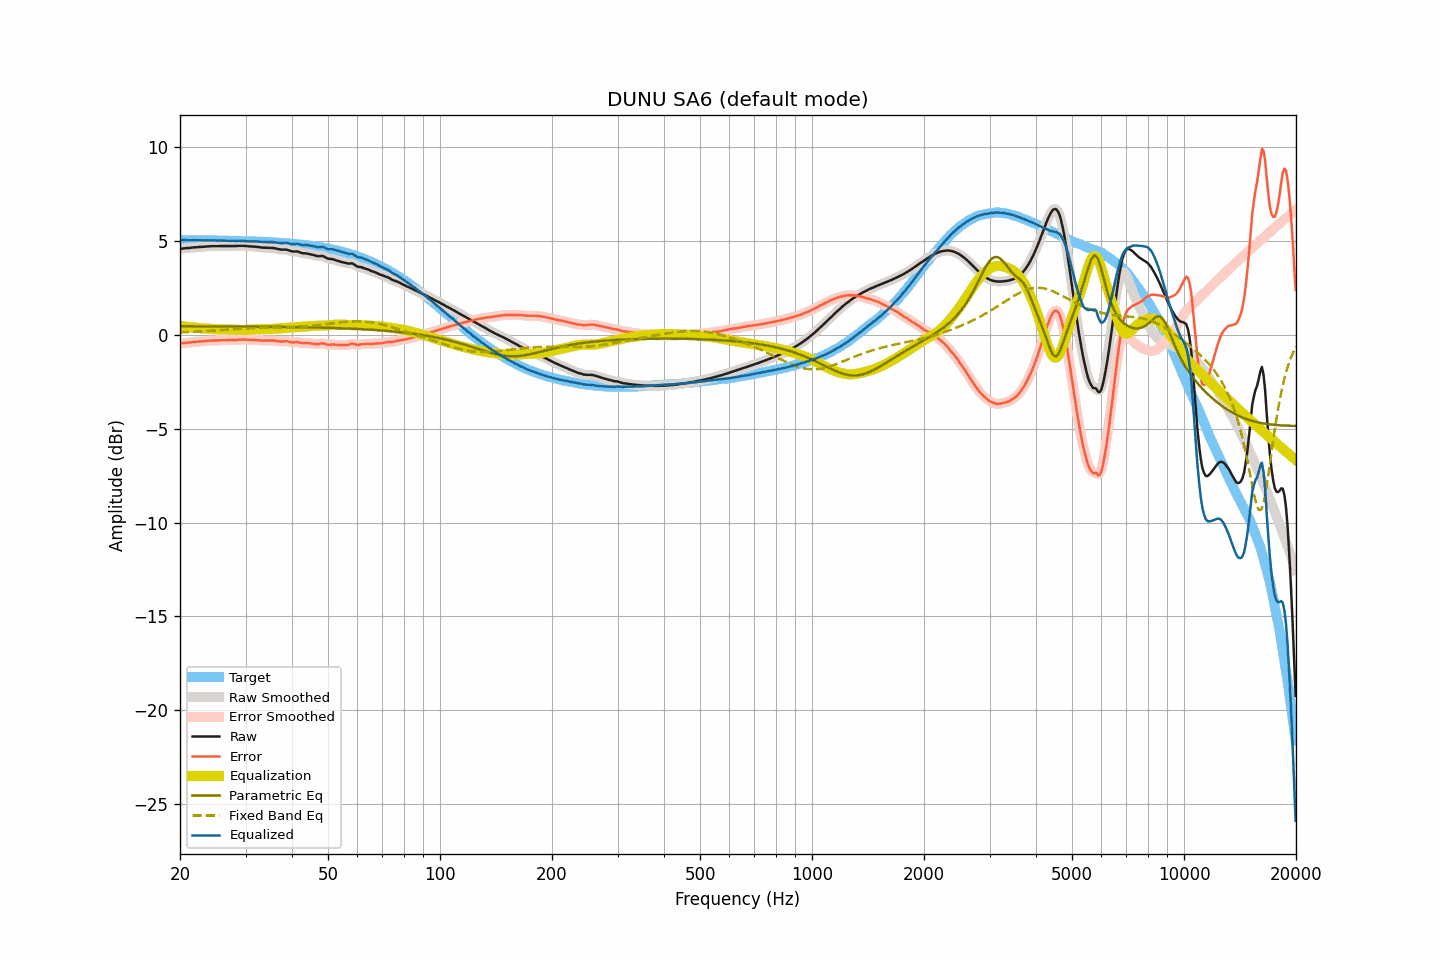 DUNU SA6 (default mode)
10
5
0
−5
−10
−15
−20
−25
Amplitude (dBr)
Target
Raw Smoothed
Error Smoothed
Raw
Error
Equalization
Parametric Eq
Fixed Band Eq
Equalized
20 50 100 200 500 1000 2000 5000 10000 20000
Frequency (Hz)